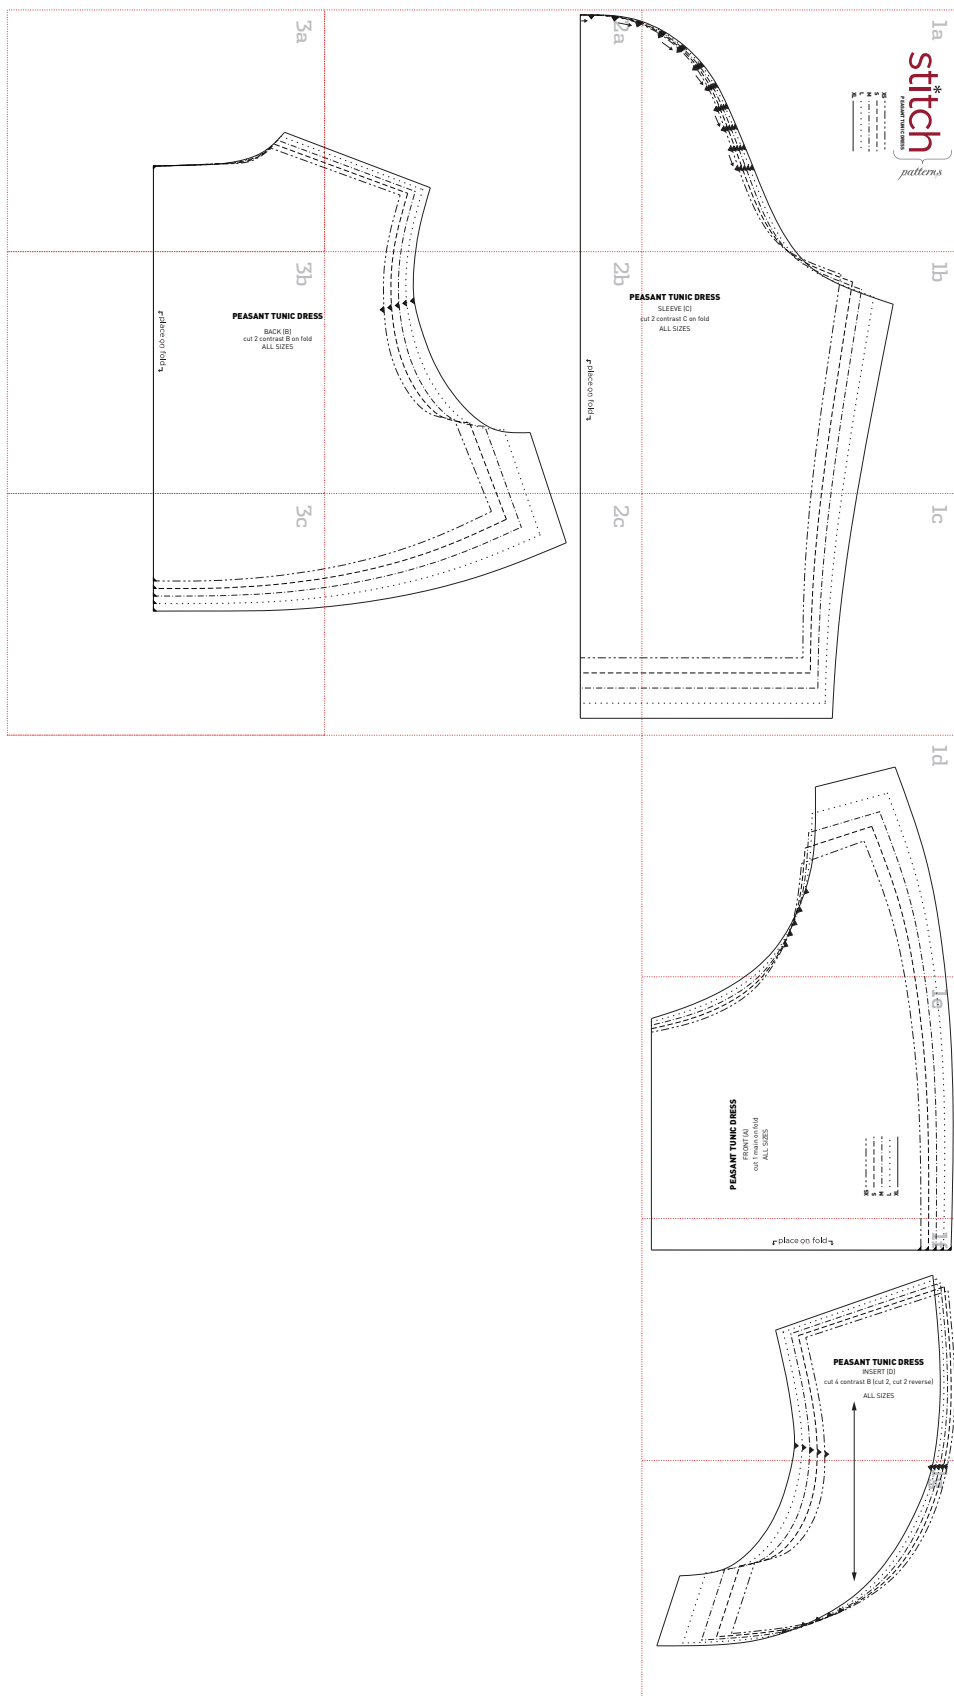 3a
2a
1a
stitch
*
patterns
PEASANT TUNIC DRESS
XS
S
M
L
XL
3b
2b
1b
PEASANT TUNIC DRESS
BACK (B)
cut 2 contrast B on fold
ALL SIZES
place on fold
PEASANT TUNIC DRESS
SLEEVE (C)
cut 2 contrast C on fold
ALL SIZES
place on fold
3c
2c
1c
1d
1e
PEASANT TUNIC DRESS
FRONT (A)
cut 1 main on fold
ALL SIZES
XS
S
M
L
XL
place on fold
1f
PEASANT TUNIC DRESS
INSERT (D)
cut 4 contrast B (cut 2, cut 2 reverse)
ALL SIZES